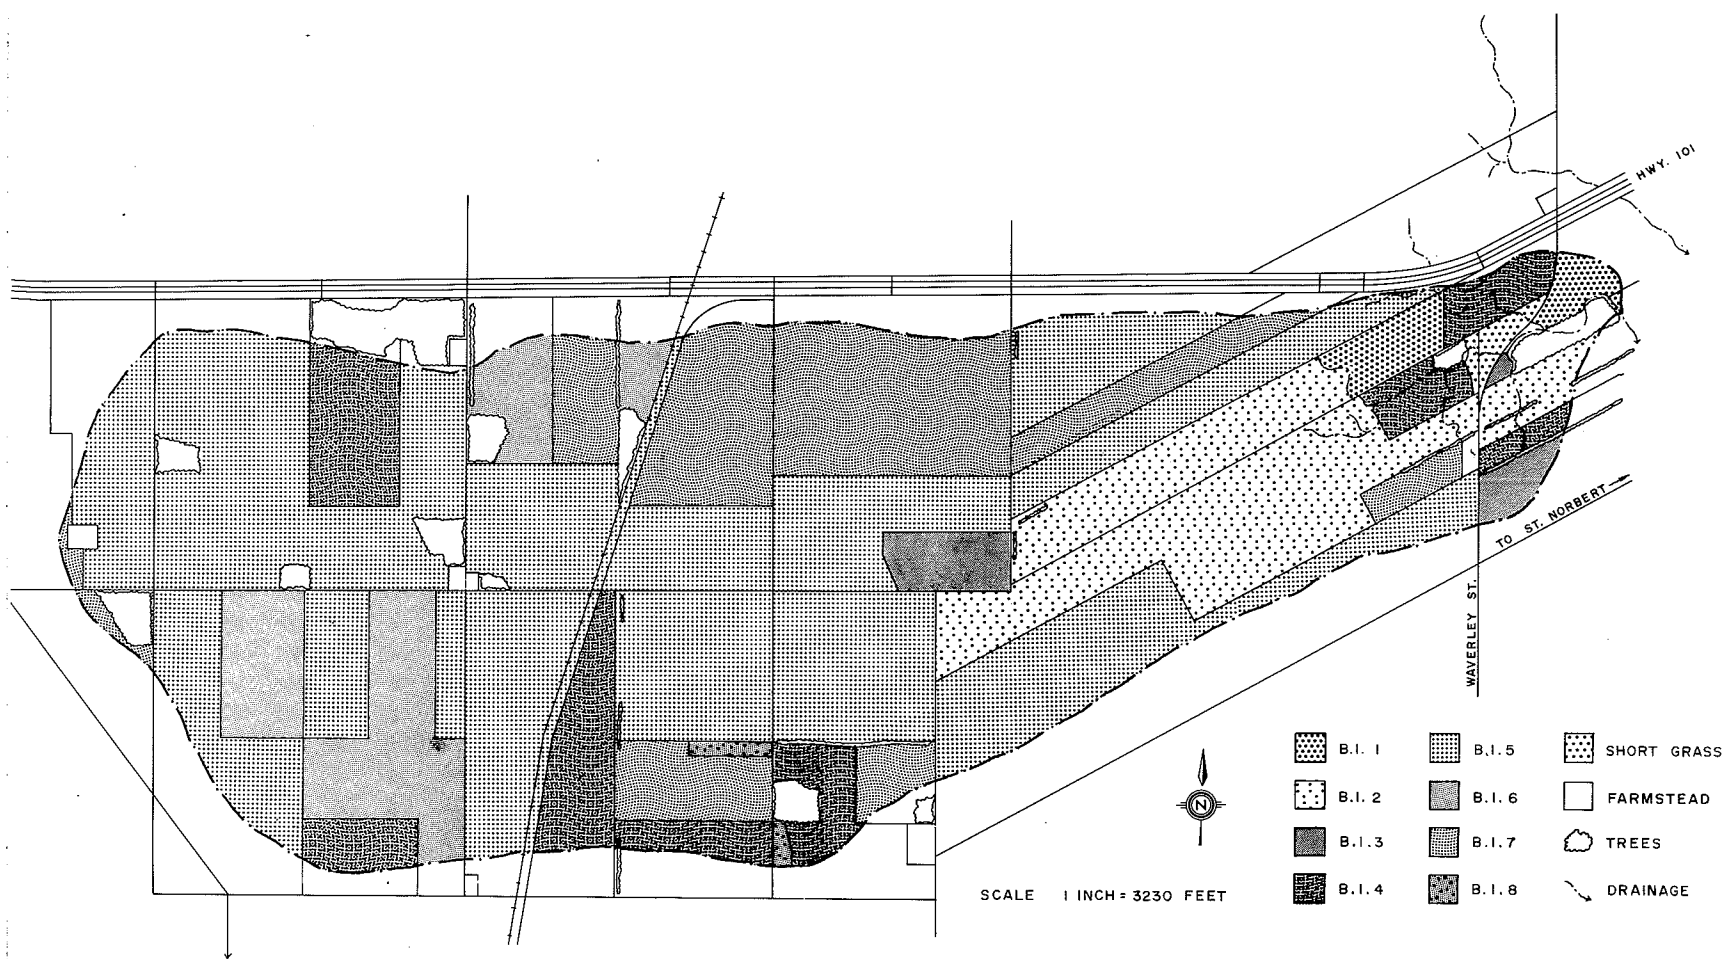 HWY. 101
TO ST. NORBERT
WAVERLEY ST.
N
B.I. 1
B.I. 2
B.I. 3
B.I. 4
B.I. 5
B.I. 6
B.I. 7
B.I. 8
SHORT GRASS
FARMSTEAD
TREES
DRAINAGE
SCALE 1 INCH = 3230 FEET